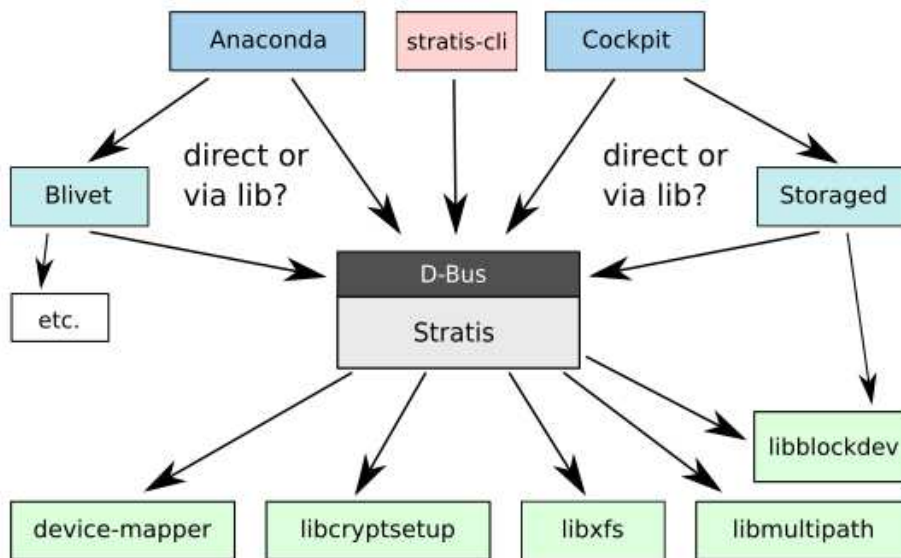 Anaconda
stratis-cli
Cockpit
direct or
via lib?
direct or
via lib?
Blivet
Storaged
D-Bus
etc.
Stratis
libblockdev
device-mapper
libcryptsetup
libxfs
libmultipath